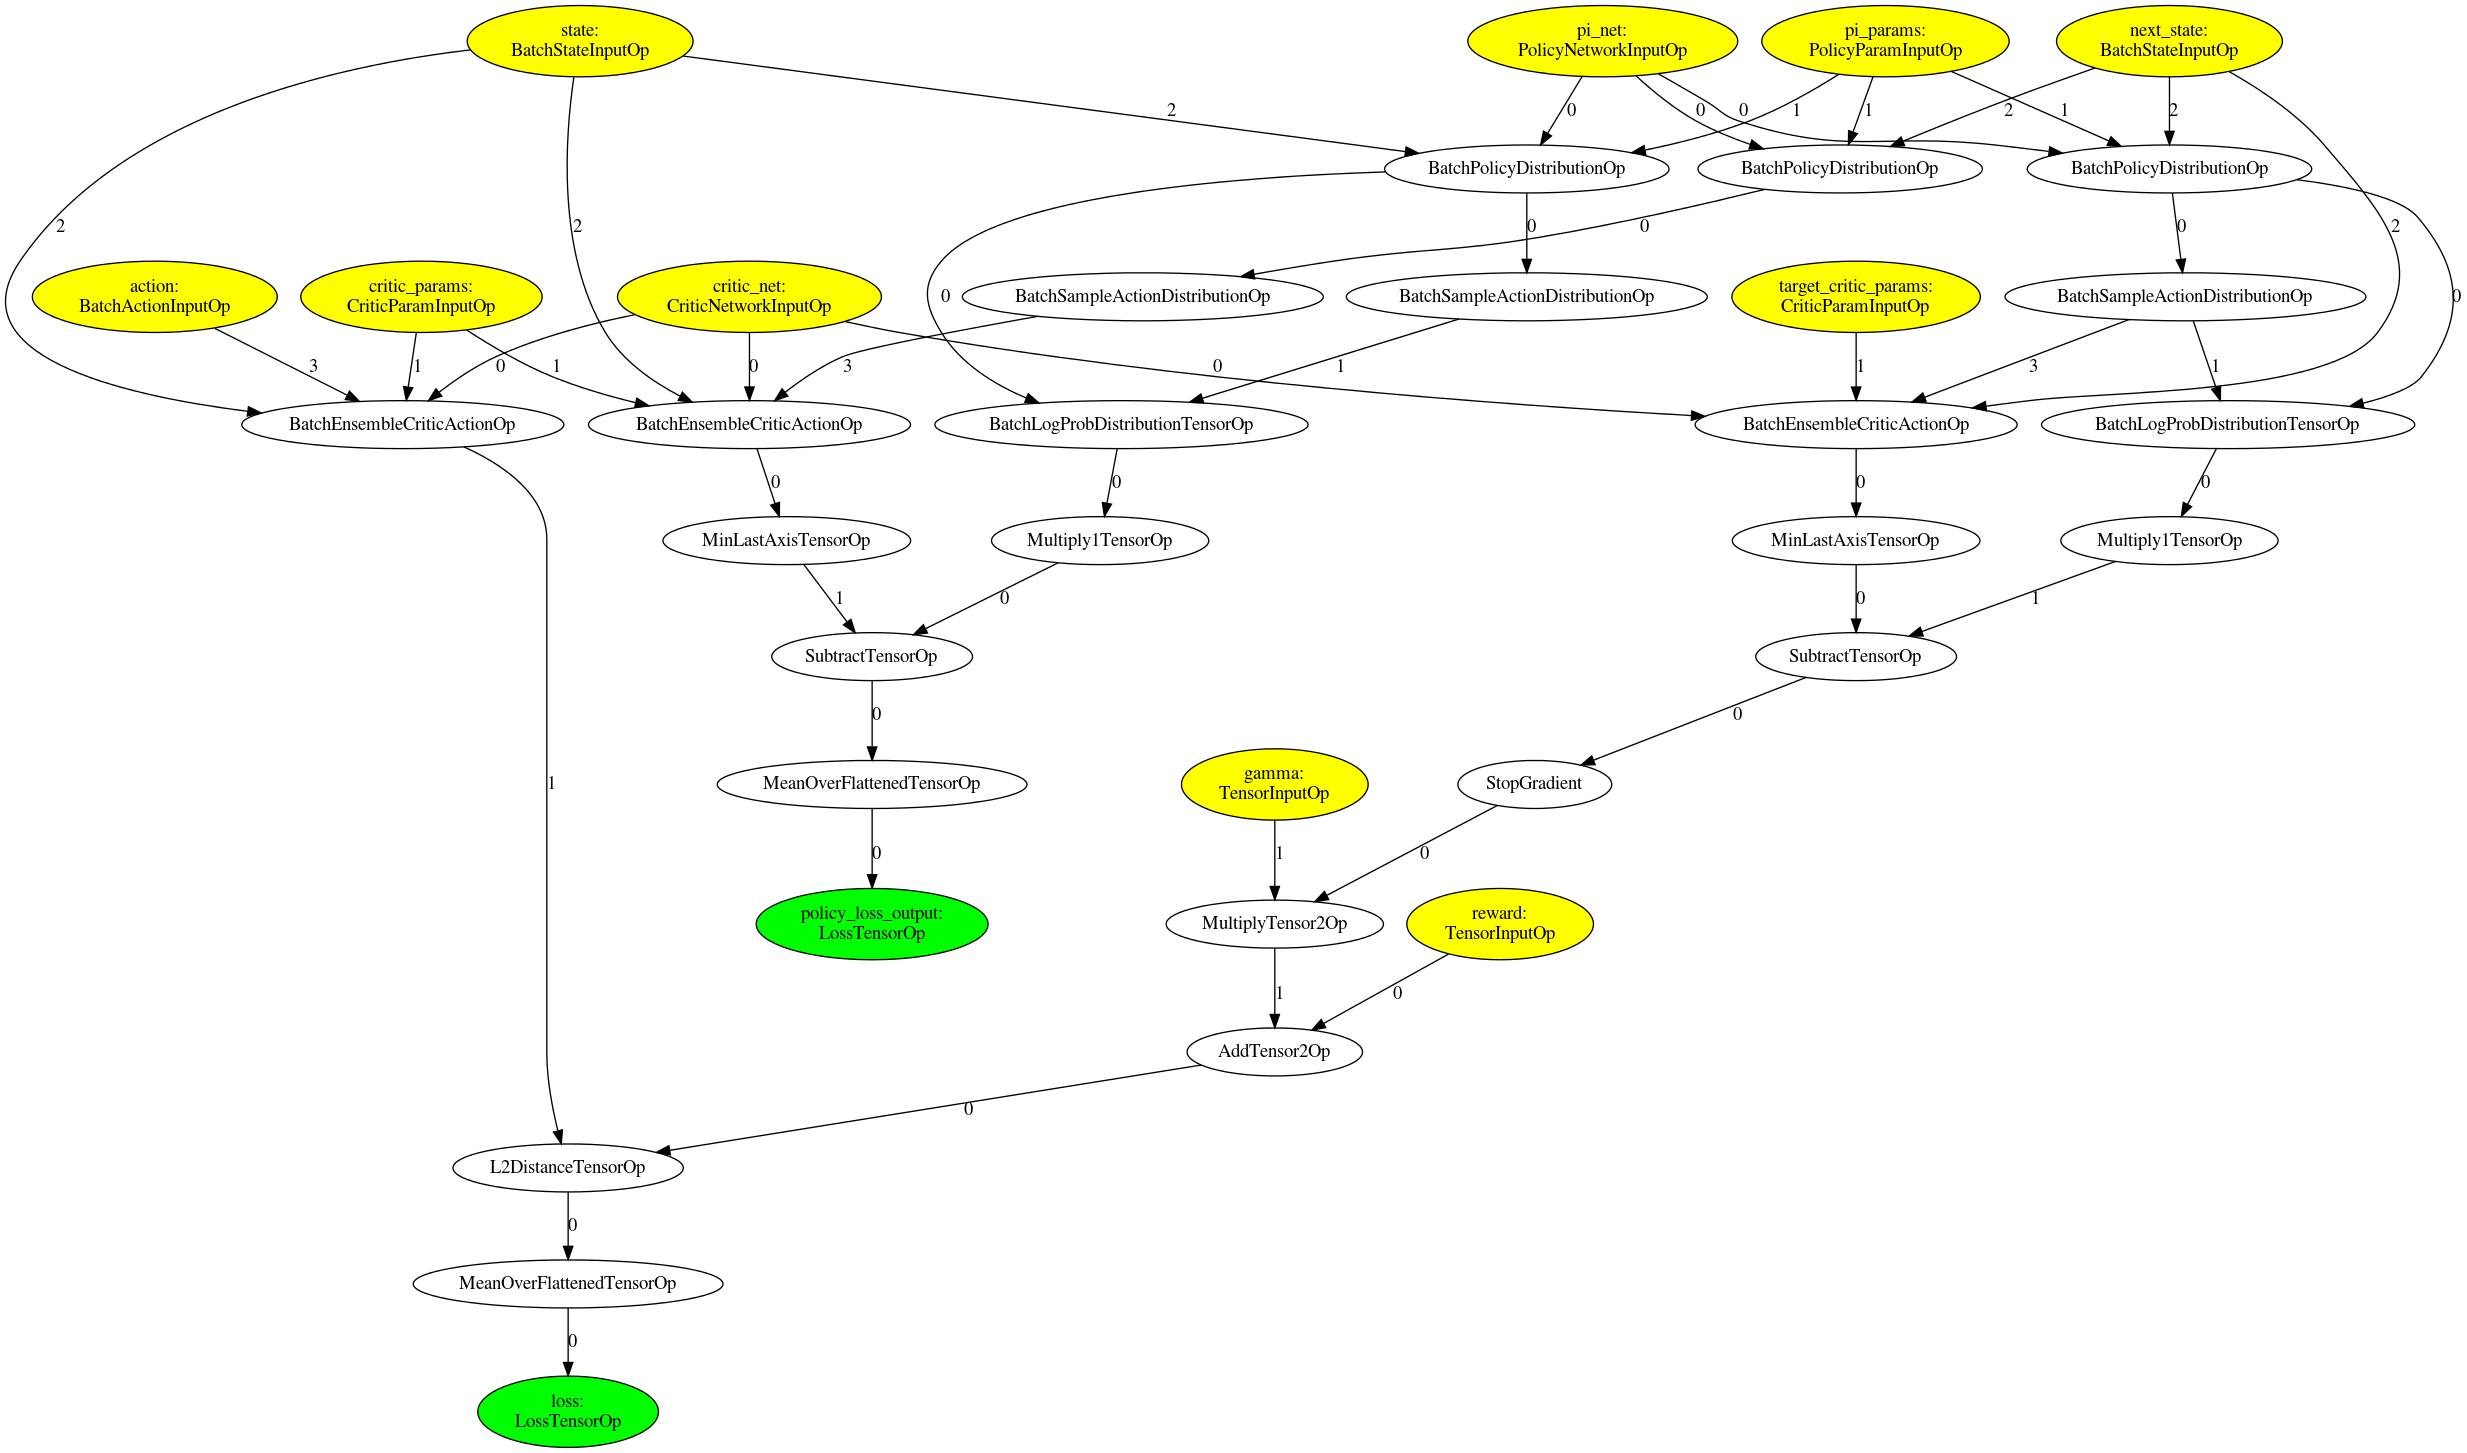 state:
BatchStateInputOp
pi_net:
PolicyNetworkInputOp
pi_params:
PolicyParamInputOp
next_state:
BatchStateInputOp
2
0
0
0
1
1
1
2
2
BatchPolicyDistributionOp
BatchPolicyDistributionOp
BatchPolicyDistributionOp
2
2
0
0
0
2
action:
BatchActionInputOp
critic_params:
CriticParamInputOp
critic_net:
CriticNetworkInputOp
0
BatchSampleActionDistributionOp
BatchSampleActionDistributionOp
target_critic_params:
CriticParamInputOp
BatchSampleActionDistributionOp
0
3
1
0
1
0
3
0
1
1
3
1
BatchEnsembleCriticActionOp
BatchEnsembleCriticActionOp
BatchLogProbDistributionTensorOp
BatchEnsembleCriticActionOp
BatchLogProbDistributionTensorOp
0
0
0
0
MinLastAxisTensorOp
Multiply1TensorOp
MinLastAxisTensorOp
Multiply1TensorOp
1
0
0
1
SubtractTensorOp
SubtractTensorOp
0
0
1
MeanOverFlattenedTensorOp
gamma:
TensorInputOp
StopGradient
0
1
0
policy_loss_output:
LossTensorOp
MultiplyTensor2Op
reward:
TensorInputOp
1
0
AddTensor2Op
0
L2DistanceTensorOp
0
MeanOverFlattenedTensorOp
0
loss:
LossTensorOp